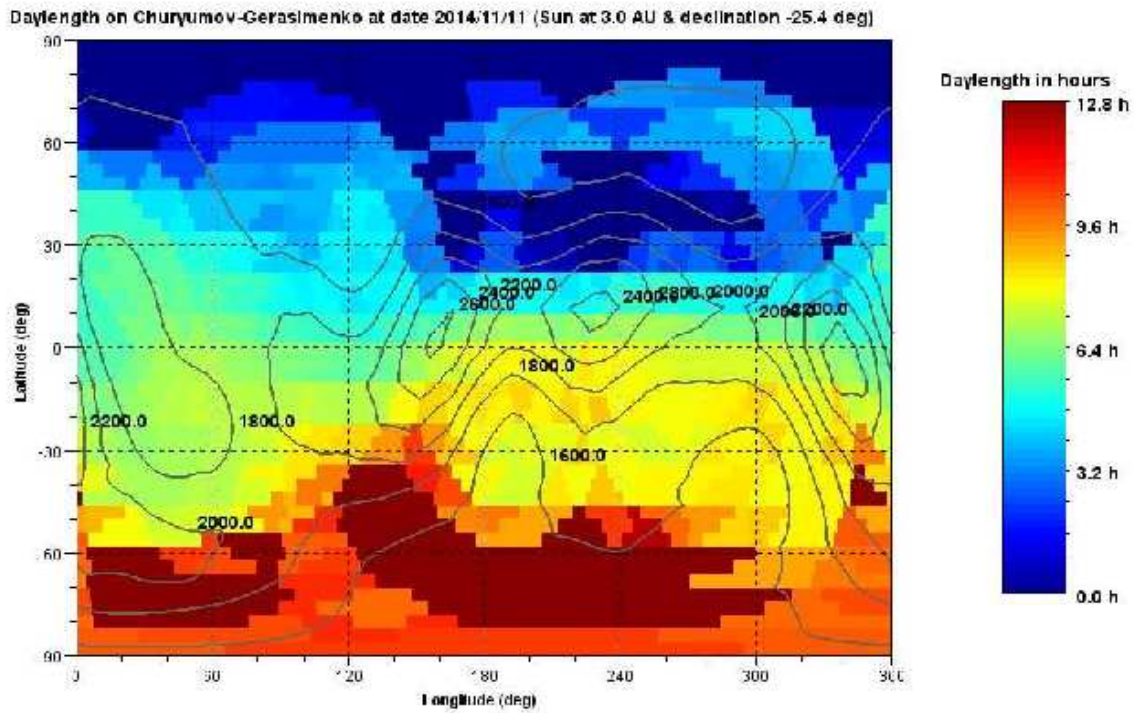 Daylength on Churyumov-Gerasimenko at date 2014/11/11 (Sun at 3.0 AU & declination -25.4 deg)
Daylength in hours
12.8 h
9.6 h
6.4 h
3.2 h
0.0 h
90
60
30
0
-30
-60
-90
Latitude (deg)
2200.0
2400.0
2600.0
2400.0
2000.0
2200.0
1800.0
2200.0
1800.0
1600.0
2000.0
0
60
120
180
240
300
360
Longitude (deg)